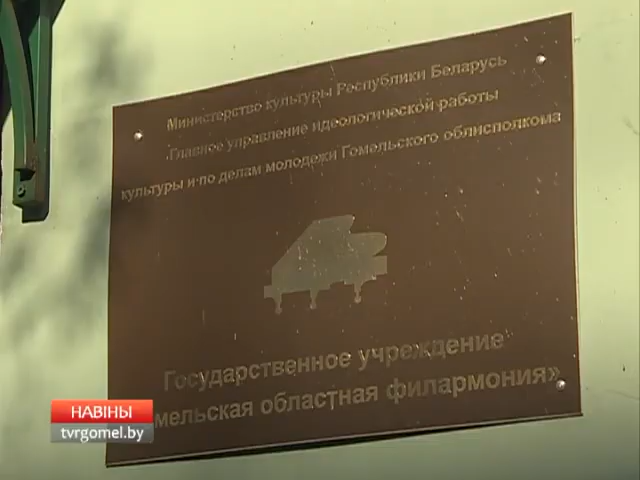 Министерство культуры Республики Беларусь
Главное управление идеологической работы
культуры и по делам молодежи Гомельского облисполкома
Государственное учреждение
мельская областная филармония»
НАВІНЫ
tvrgomel.by